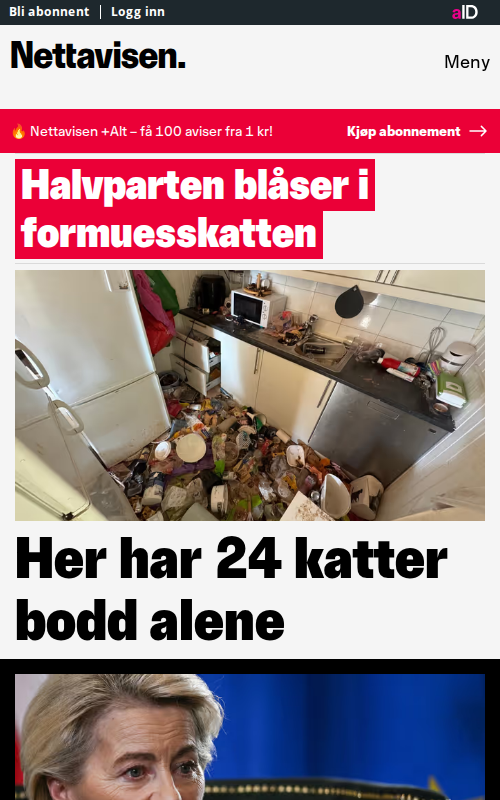 Bli abonnent
Logg inn
aID
Nettavisen.
Meny
🔥 Nettavisen +Alt – få 100 aviser fra 1 kr!
Kjøp abonnement →
Halvparten blåser i
formuesskatten
Her har 24 katter
bodd alene